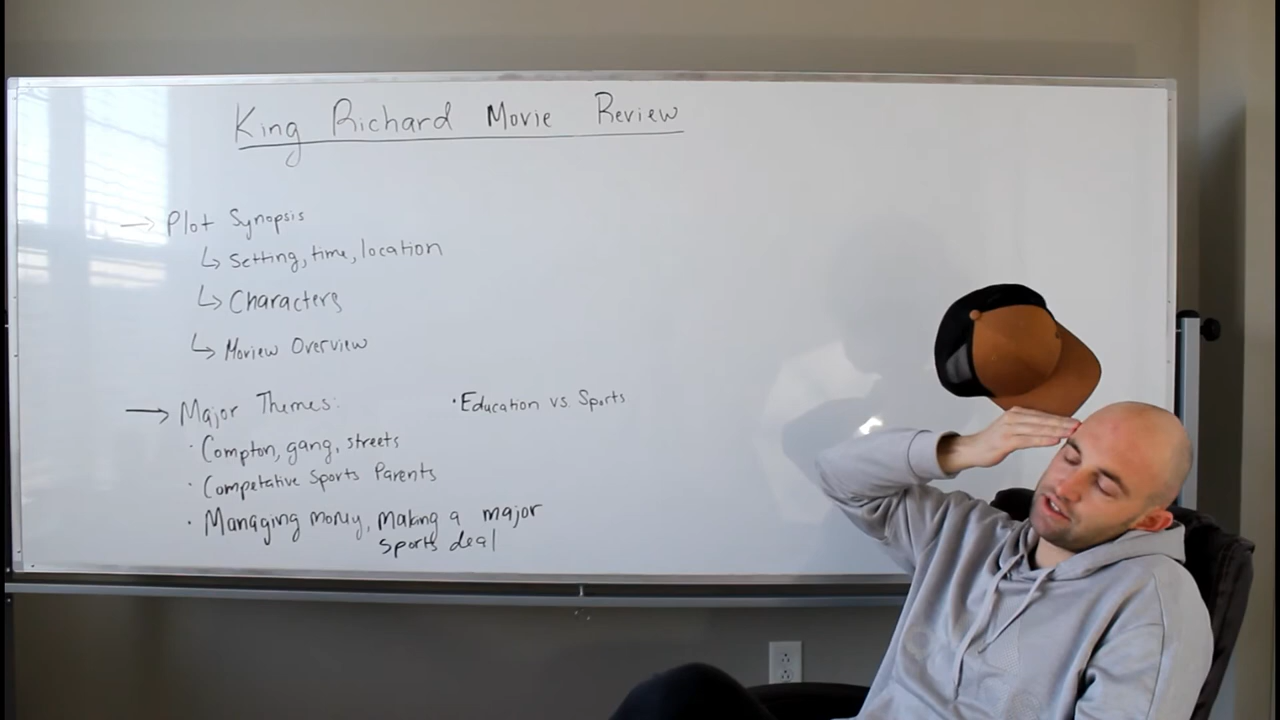 King Richard Movie Review
→ Plot Synopsis
↳ Setting, time, location
↳ Characters
↳ Moview Overview
→ Major Themes:
· Compton, gang, streets
· Competative Sports Parents
· Managing money, making a major
sports deal
· Education vs. Sports